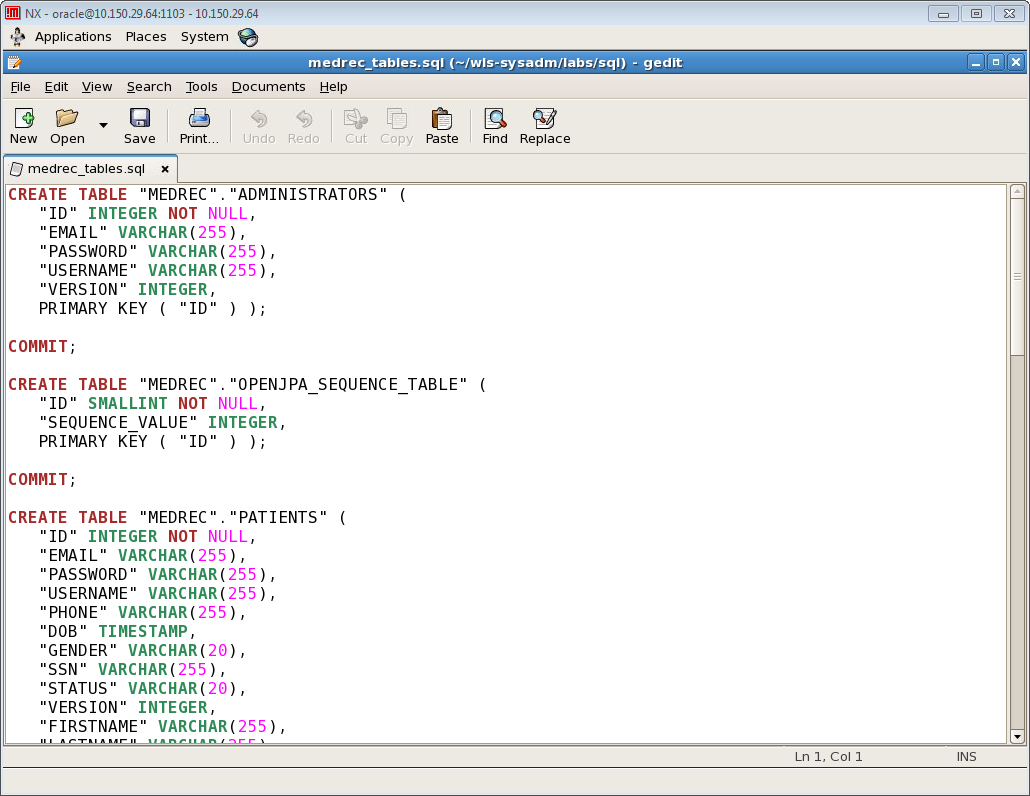 NX - oracle@10.150.29.64:1103 - 10.150.29.64
Applications Places System
medrec_tables.sql (~/wls-sysadm/labs/sql) - gedit
File Edit View Search Tools Documents Help
New Open Save Print... Undo Redo Cut Copy Paste Find Replace
medrec_tables.sql
CREATE TABLE "MEDREC"."ADMINISTRATORS" (
"ID" INTEGER NOT NULL,
"EMAIL" VARCHAR(255),
"PASSWORD" VARCHAR(255),
"USERNAME" VARCHAR(255),
"VERSION" INTEGER,
PRIMARY KEY ( "ID" ) );
COMMIT;
CREATE TABLE "MEDREC"."OPENJPA_SEQUENCE_TABLE" (
"ID" SMALLINT NOT NULL,
"SEQUENCE_VALUE" INTEGER,
PRIMARY KEY ( "ID" ) );
COMMIT;
CREATE TABLE "MEDREC"."PATIENTS" (
"ID" INTEGER NOT NULL,
"EMAIL" VARCHAR(255),
"PASSWORD" VARCHAR(255),
"USERNAME" VARCHAR(255),
"PHONE" VARCHAR(255),
"DOB" TIMESTAMP,
"GENDER" VARCHAR(20),
"SSN" VARCHAR(255),
"STATUS" VARCHAR(20),
"VERSION" INTEGER,
"FIRSTNAME" VARCHAR(255),
"LASTNAME" VARCHAR(255)
Ln 1, Col 1 INS